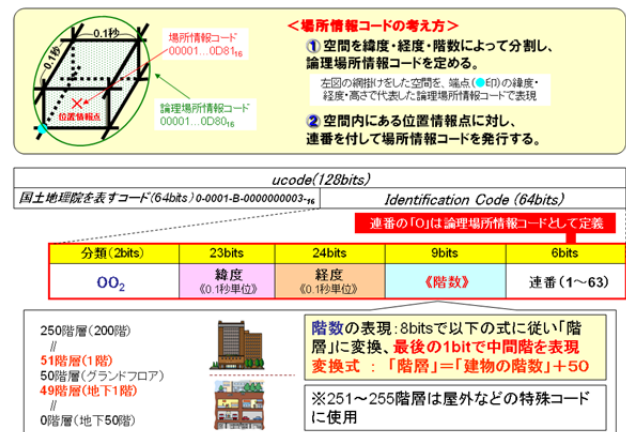 0.1秒
0.1秒
位置情報点
場所情報コード
00001…0D81₁₆
論理場所情報コード
00001…0D80₁₆
<場所情報コードの考え方>
① 空間を緯度・経度・階数によって分割し、
論理場所情報コードを定める。
左図の網掛けをした空間を、端点(●印)の緯度・
経度・高さで代表した論理場所情報コードで表現
② 空間内にある位置情報点に対し、
連番を付して場所情報コードを発行する。
ucode(128bits)
国土地理院を表すコード(64bits) 0-0001-B-0000000003-₁₆
Identification Code (64bits)
連番の「0」は論理場所情報コードとして定義
分類(2bits) 23bits 24bits 9bits 6bits
00₂ 緯度 経度 《階数》 連番(1～63)
《0.1秒単位》 《0.1秒単位》
250階層(200階)
〃
51階層(1階)
50階層(グランドフロア)
49階層(地下1階)
〃
0階層(地下50階)
階数の表現:8bitsで以下の式に従い「階
層」に変換、最後の1bitで中間階を表現
変換式 : 「階層」=「建物の階数」+50
※251～255階層は屋外などの特殊コード
に使用